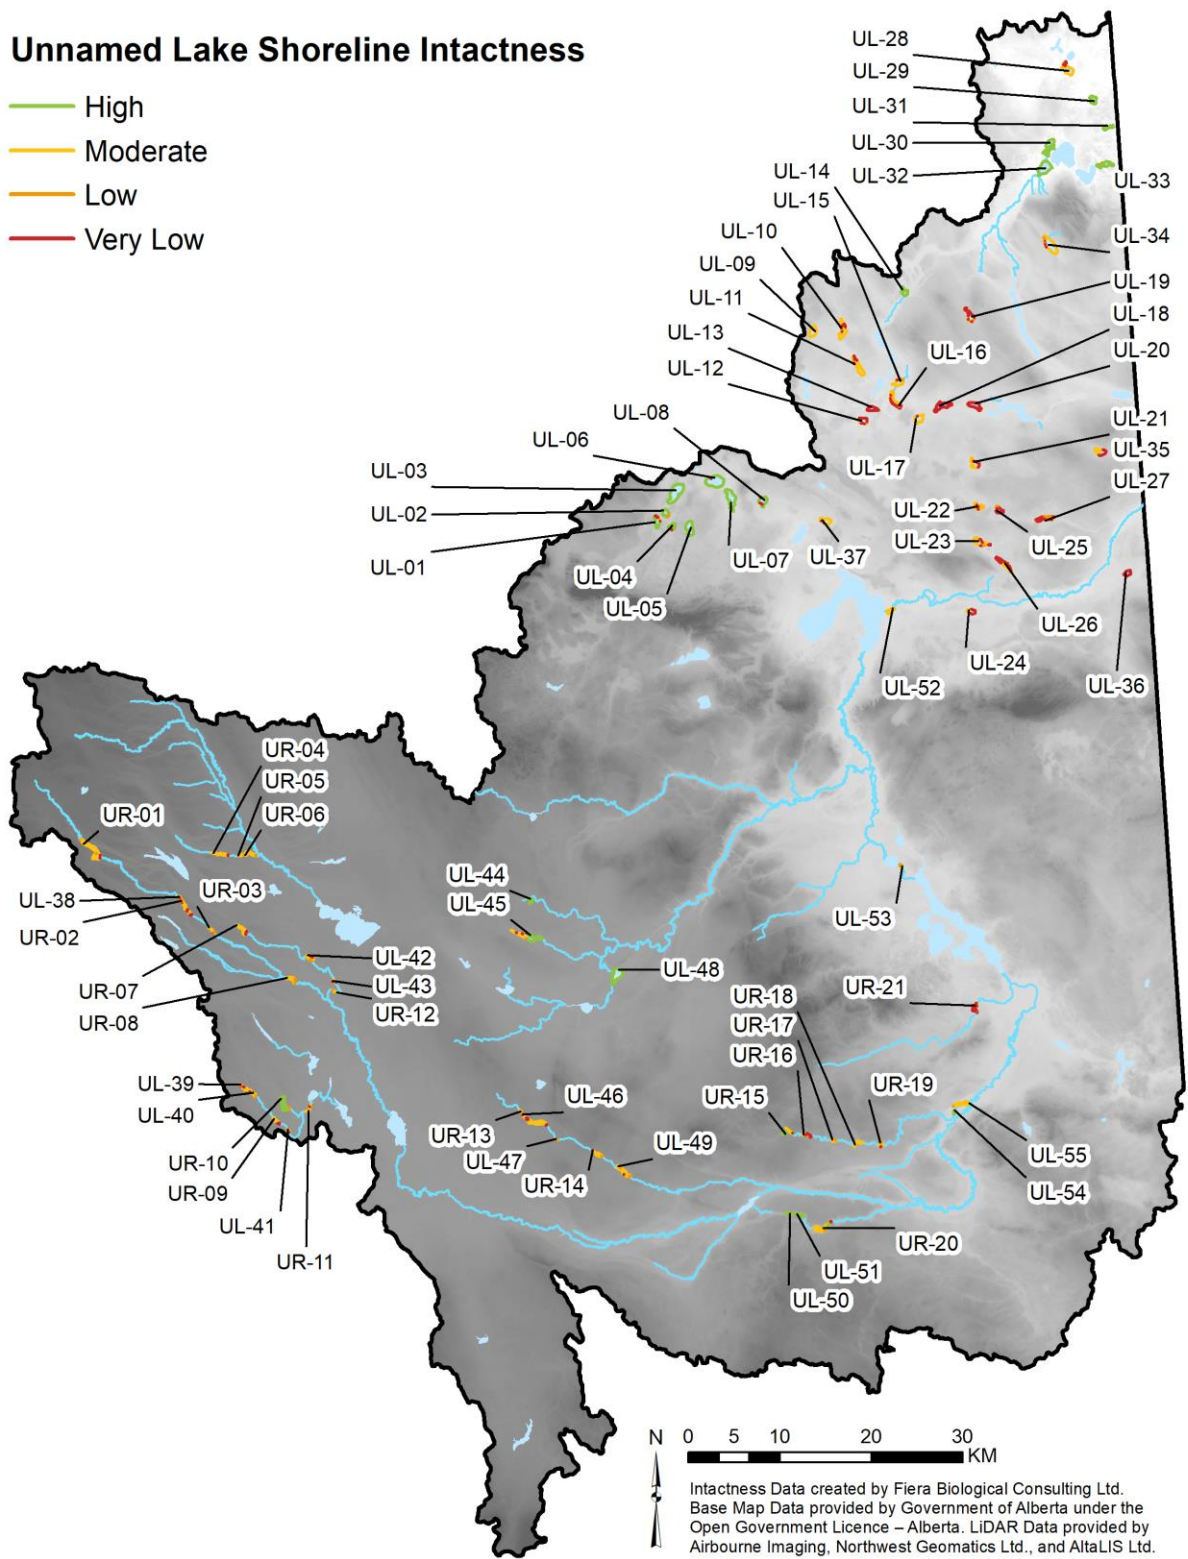 Unnamed Lake Shoreline Intactness
High
Moderate
Low
Very Low
UL-28
UL-29
UL-31
UL-30
UL-32
UL-33
UL-14
UL-15
UL-10
UL-09
UL-11
UL-13
UL-12
UL-34
UL-19
UL-18
UL-16
UL-20
UL-08
UL-06
UL-03
UL-02
UL-01
UL-17
UL-21
UL-35
UL-27
UL-22
UL-23
UL-25
UL-07
UL-37
UL-04
UL-05
UL-26
UL-24
UL-52
UL-36
UR-04
UR-05
UR-06
UR-01
UR-03
UL-38
UR-02
UL-44
UL-45
UL-53
UL-42
UL-43
UR-12
UR-07
UR-08
UL-48
UR-21
UR-18
UR-17
UR-16
UR-15
UR-19
UL-39
UL-40
UL-46
UR-13
UL-47
UL-49
UR-14
UR-10
UR-09
UL-41
UR-11
UL-55
UL-54
UR-20
UL-51
UL-50
N
0 5 10 20 30
KM
Intactness Data created by Fiera Biological Consulting Ltd.
Base Map Data provided by Government of Alberta under the
Open Government Licence – Alberta. LiDAR Data provided by
Airbourne Imaging, Northwest Geomatics Ltd., and AltaLIS Ltd.